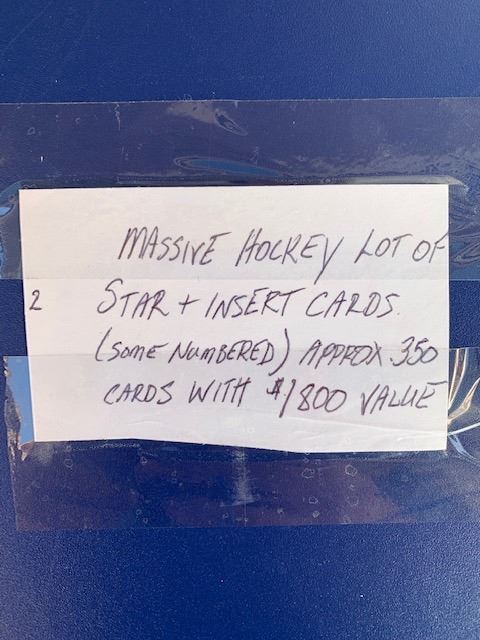 MASSIVE HOCKEY LOT OF
2 STAR + INSERT CARDS.
(SOME NUMBERED) APPROX. 350
CARDS WITH $1800 VALUE